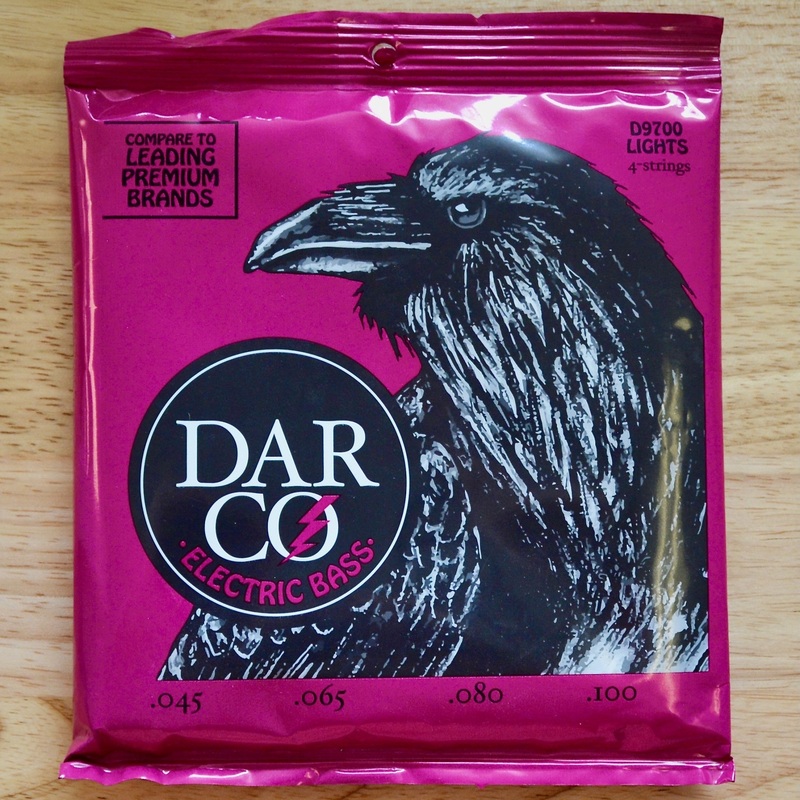 COMPARE TO
LEADING
PREMIUM
BRANDS
D9700
LIGHTS
4-strings
DAR
CO
·ELECTRIC BASS·
.045 .065 .080 .100